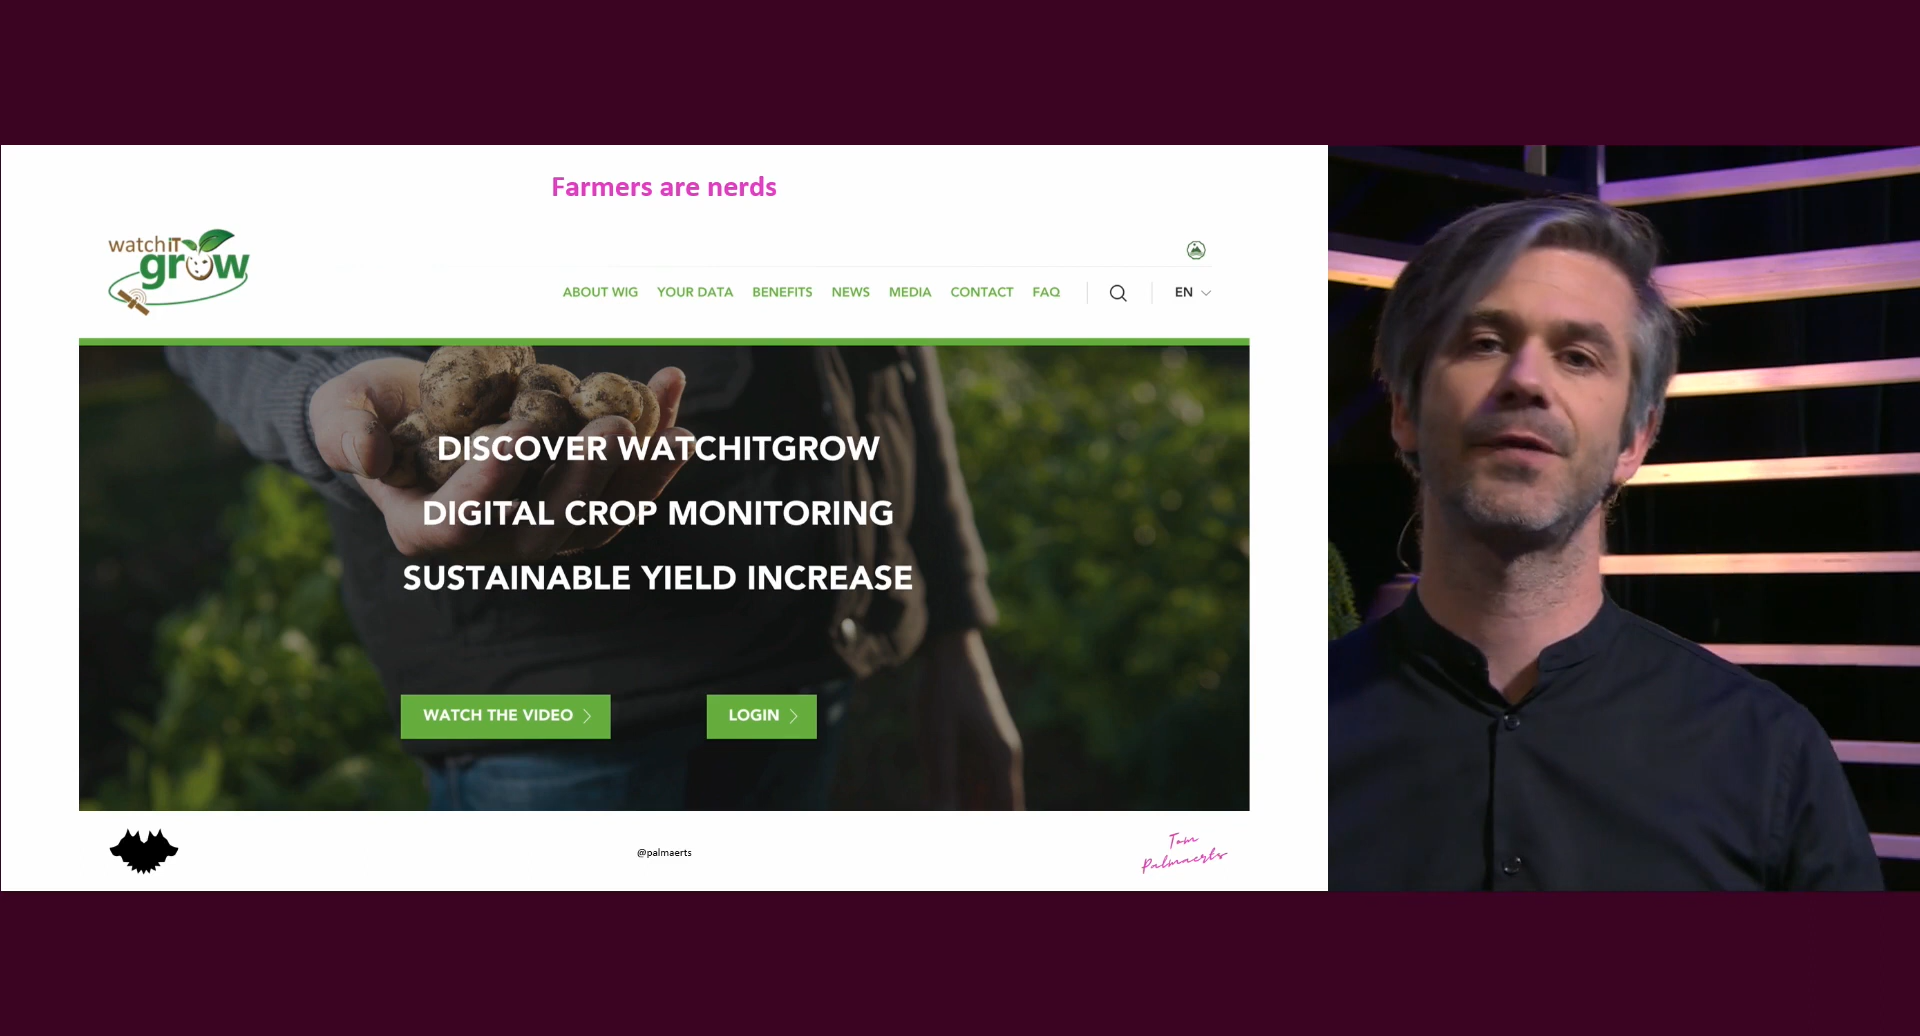 Farmers are nerds
watchiT
grow
ABOUT WIG YOUR DATA BENEFITS NEWS MEDIA CONTACT FAQ EN
DISCOVER WATCHITGROW
DIGITAL CROP MONITORING
SUSTAINABLE YIELD INCREASE
WATCH THE VIDEO LOGIN
@palmaerts
Tom
Palmaerts